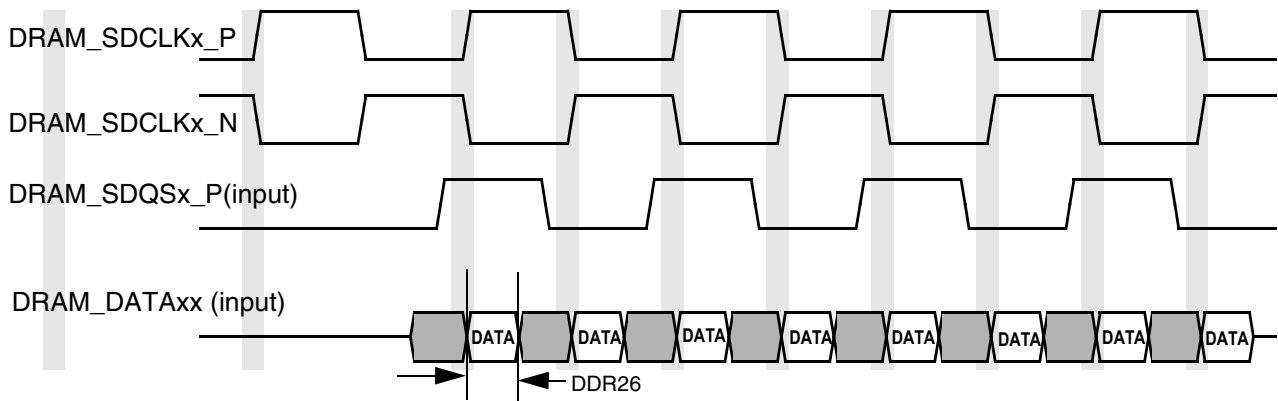 DRAM_SDCLKx_P
DRAM_SDCLKx_N
DRAM_SDQSx_P(input)
DRAM_DATAxx (input)
DATA DATA DATA DATA DATA DATA DATA DATA
DDR26